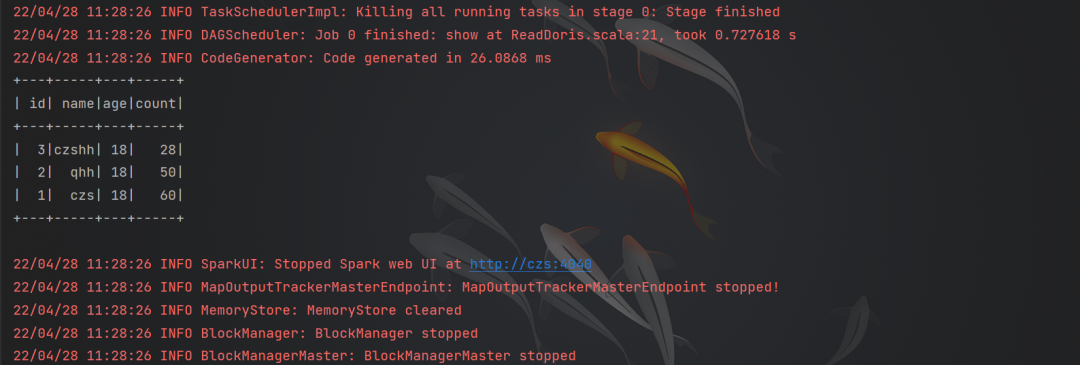 22/04/28 11:28:26 INFO TaskSchedulerImpl: Killing all running tasks in stage 0: Stage finished
22/04/28 11:28:26 INFO DAGScheduler: Job 0 finished: show at ReadDoris.scala:21, took 0.727618 s
22/04/28 11:28:26 INFO CodeGenerator: Code generated in 26.0868 ms
+---+-----+---+-----+
| id| name|age|count|
+---+-----+---+-----+
|  3|czshh| 18|   28|
|  2|  qhh| 18|   50|
|  1|  czs| 18|   60|
+---+-----+---+-----+
22/04/28 11:28:26 INFO SparkUI: Stopped Spark web UI at http://czs:4040
22/04/28 11:28:26 INFO MapOutputTrackerMasterEndpoint: MapOutputTrackerMasterEndpoint stopped!
22/04/28 11:28:26 INFO MemoryStore: MemoryStore cleared
22/04/28 11:28:26 INFO BlockManager: BlockManager stopped
22/04/28 11:28:26 INFO BlockManagerMaster: BlockManagerMaster stopped